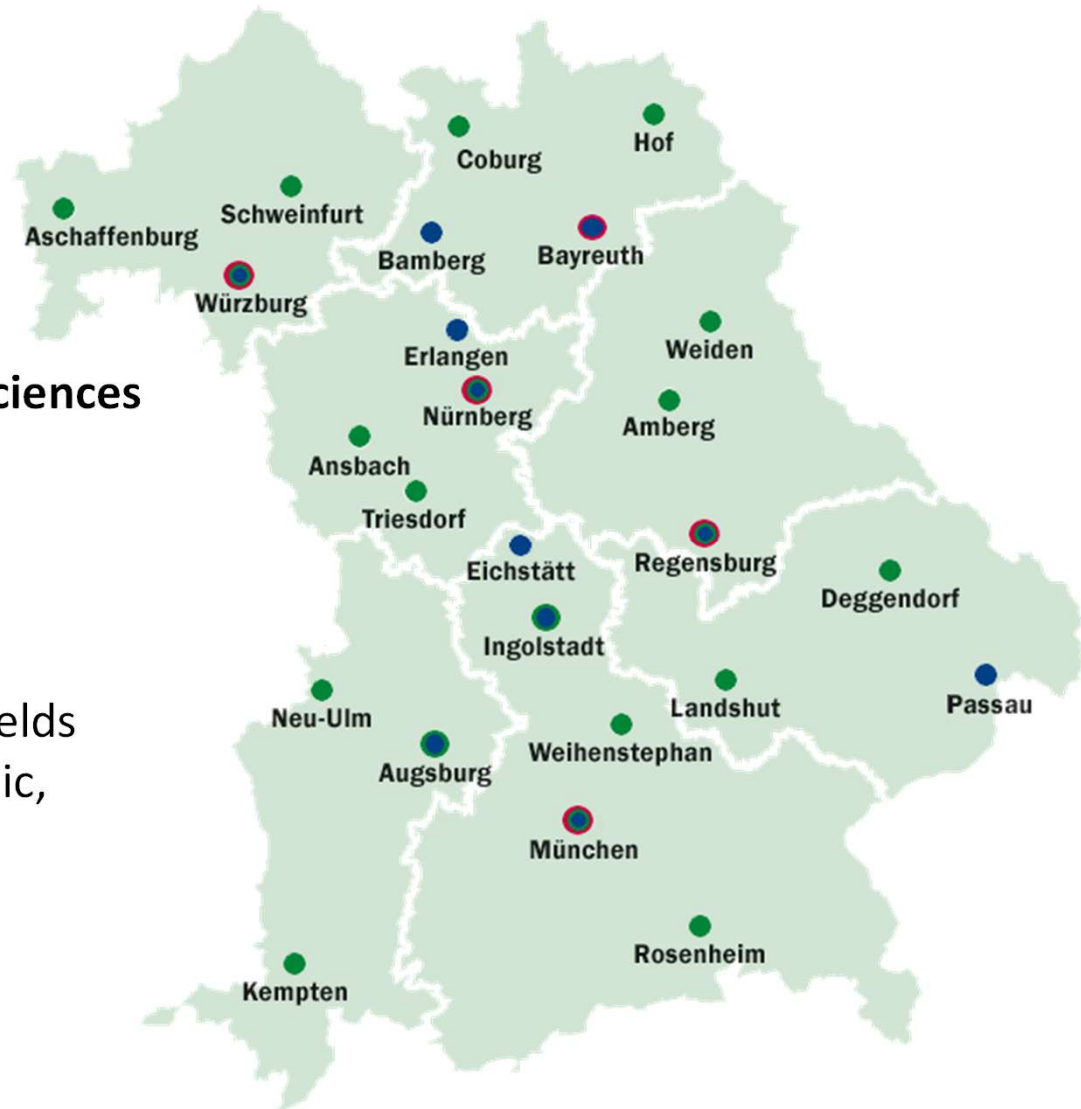 Hof
Coburg
Schweinfurt
Aschaffenburg
Bayreuth
Bamberg
Würzburg
Weiden
Erlangen
ciences
Nürnberg
Amberg
Ansbach
Triesdorf
Regensburg
Eichstätt
Deggendorf
Ingolstadt
Passau
Landshut
elds
Neu-Ulm
Weihenstephan
Augsburg
ic,
München
Rosenheim
Kempten